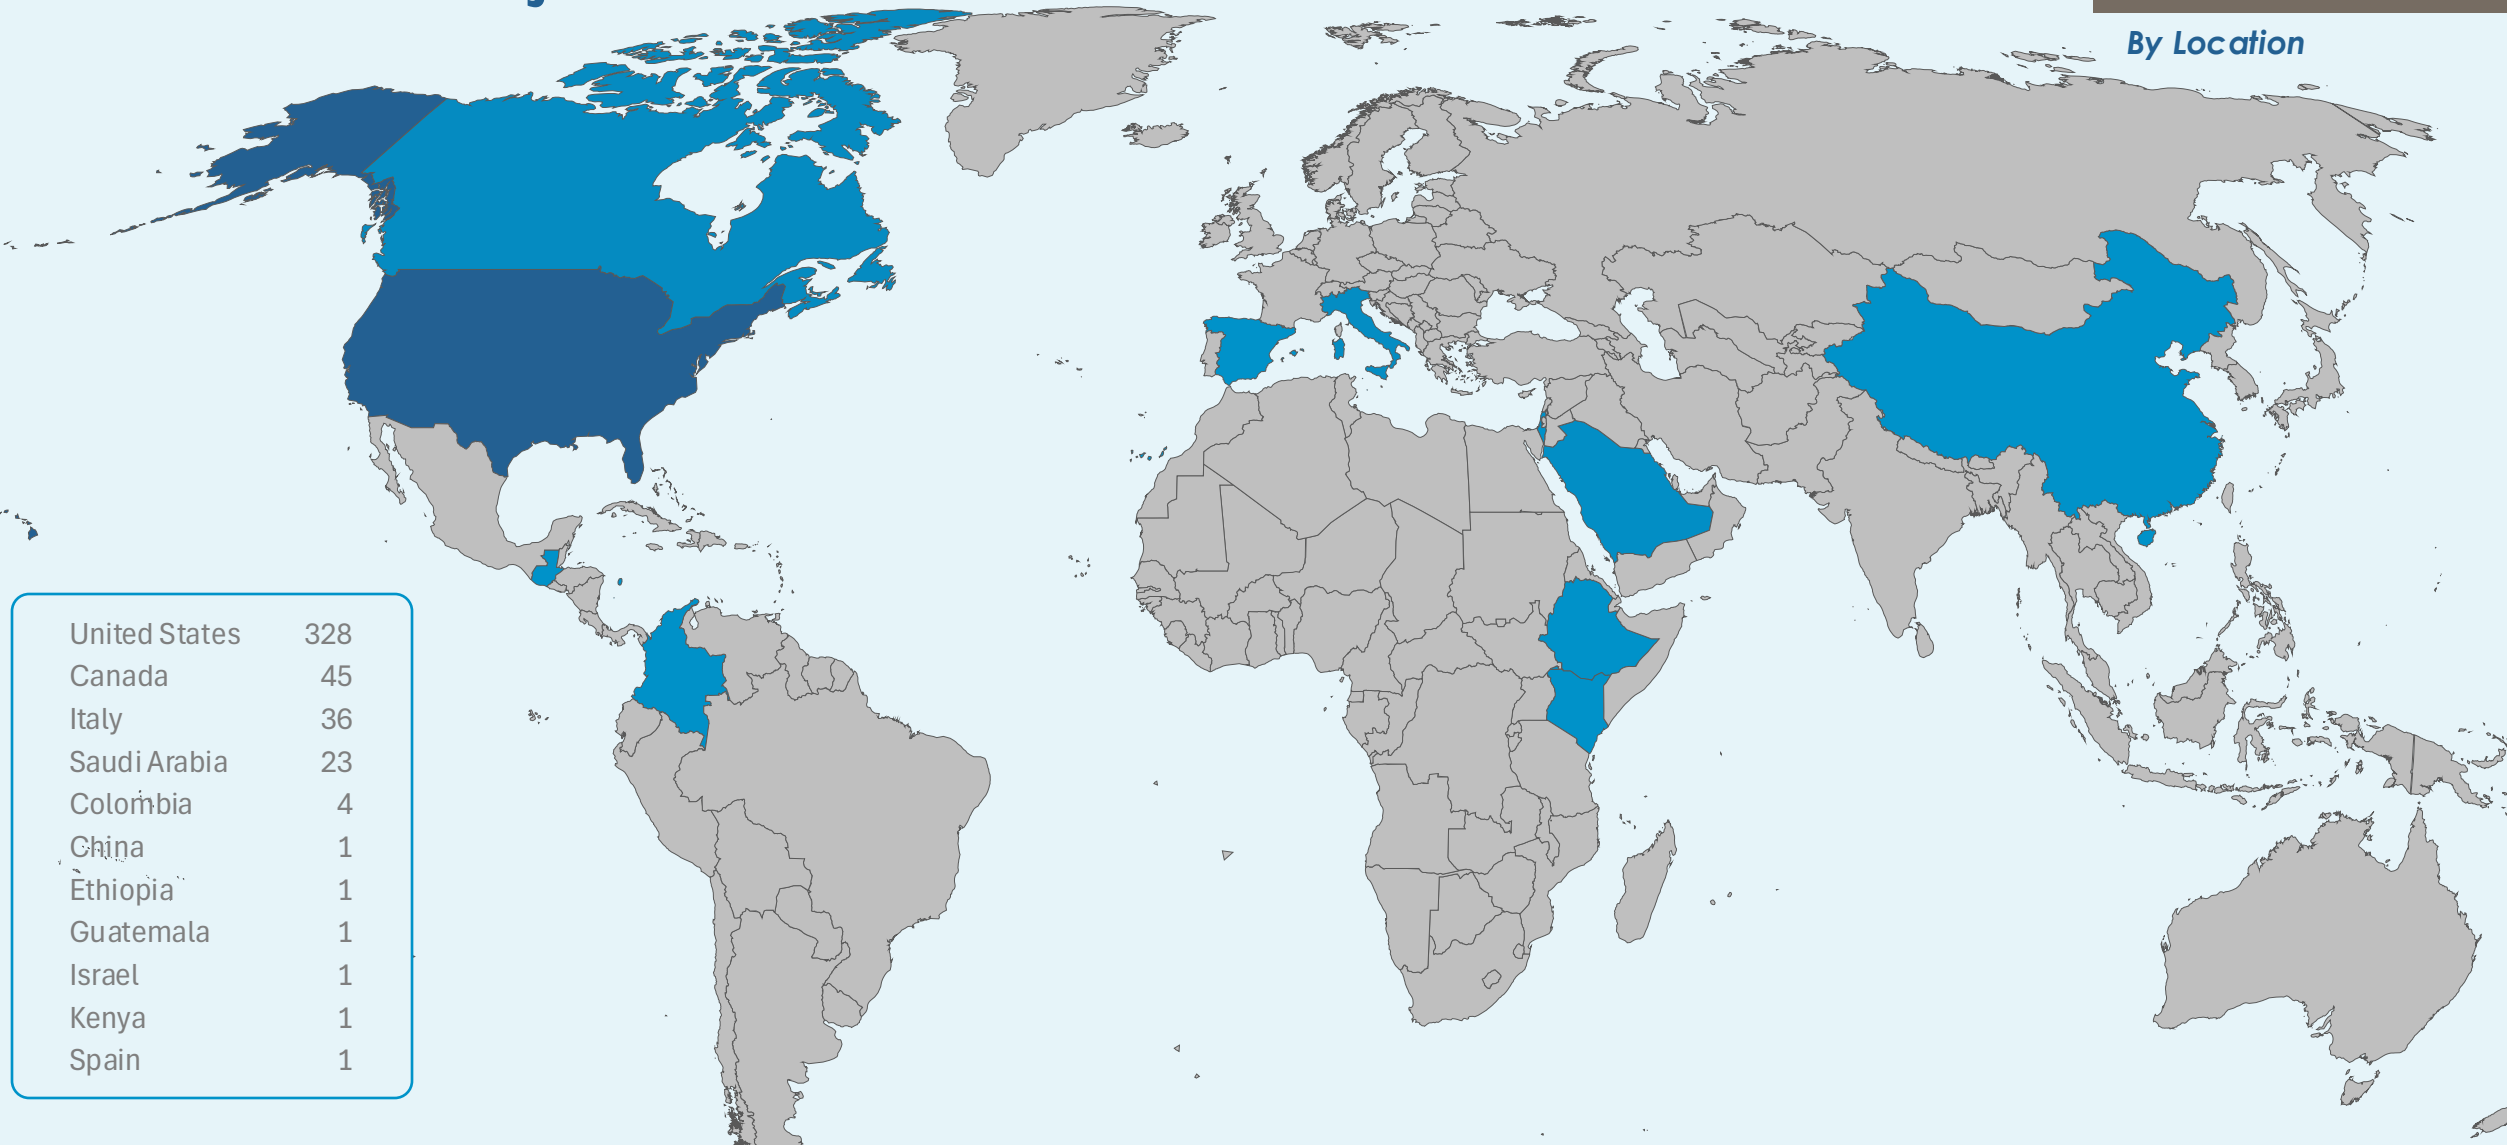 By Location
United States 328
Canada 45
Italy 36
Saudi Arabia 23
Colombia 4
China 1
Ethiopia 1
Guatemala 1
Israel 1
Kenya 1
Spain 1